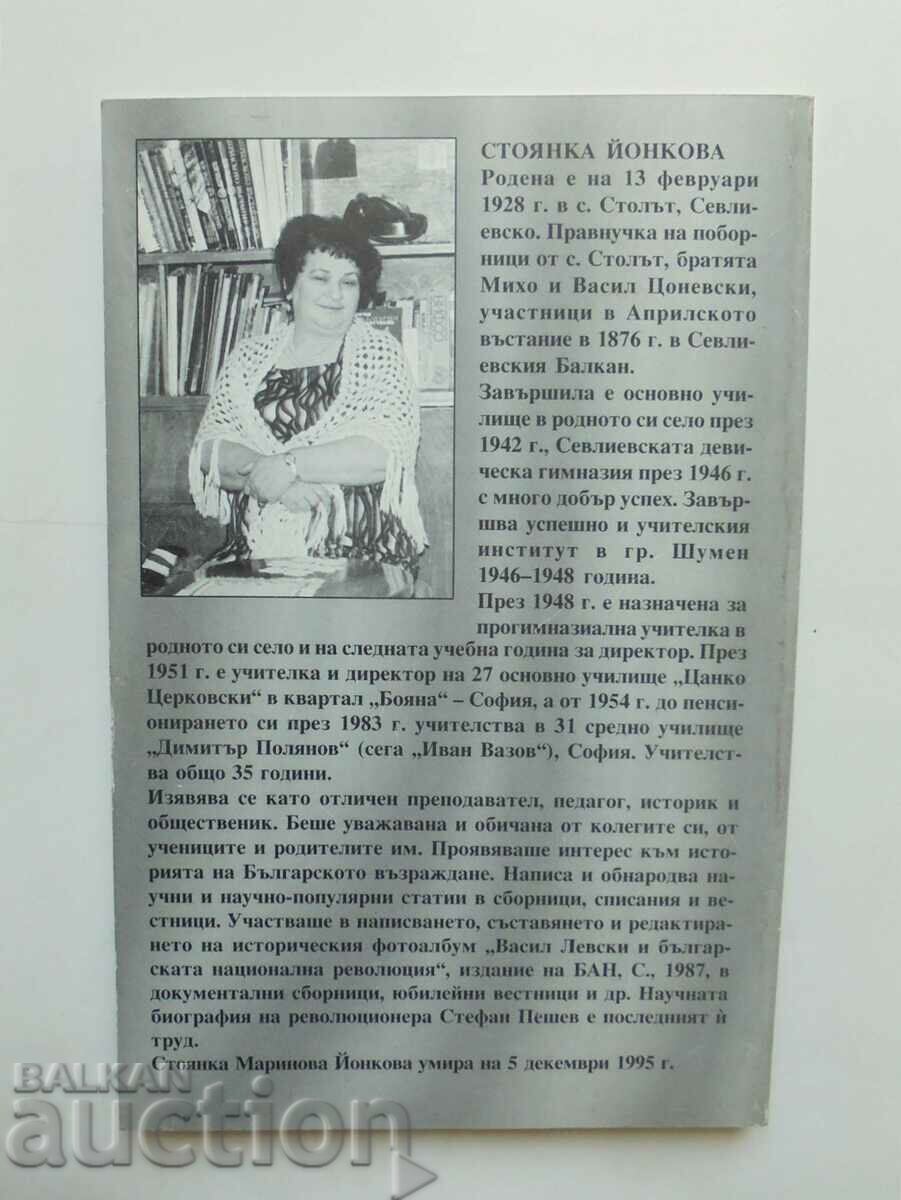 СТОЯНКА ЙОНКОВА
Родена е на 13 февруари
1928 г. в с. Столът, Севли-
евско. Правнучка на побор-
ници от с. Столът, братята
Михо и Васил Цоневски,
участници в Априлското
въстание в 1876 г. в Севли-
евския Балкан.
Завършила е основно учи-
лище в родното си село през
1942 г., Севлиевската деви-
ческа гимназия през 1946 г.
с много добър успех. Завър-
шва успешно и учителския
институт в гр. Шумен
1946–1948 година.
През 1948 г. е назначена за
прогимназиална учителка в
родното си село и на следната учебна година за директор. През
1951 г. е учителка и директор на 27 основно училище „Цанко
Церковски“ в квартал „Бояна“ – София, а от 1954 г. до пенси-
онирането си през 1983 г. учителства в 31 средно училище
„Димитър Полянов“ (сега „Иван Вазов“), София. Учителст-
ва общо 35 години.
Изявява се като отличен преподавател, педагог, историк и
общественик. Беше уважавана и обичана от колегите си, от
учениците и родителите им. Проявяваше интерес към исто-
рията на Българското възраждане. Написа и обнародва на-
учни и научно-популярни статии в сборници, списания и ве-
стници. Участваше в написването, съставянето и редактира-
нето на историческия фотоалбум „Васил Левски и българ-
ската национална революция“, издание на БАН, С., 1987, в
документални сборници, юбилейни вестници и др. Научната
биография на революционера Стефан Пешев е последният ѝ
труд.
Стоянка Маринова Йонкова умира на 5 декември 1995 г.
BALKAN
auction